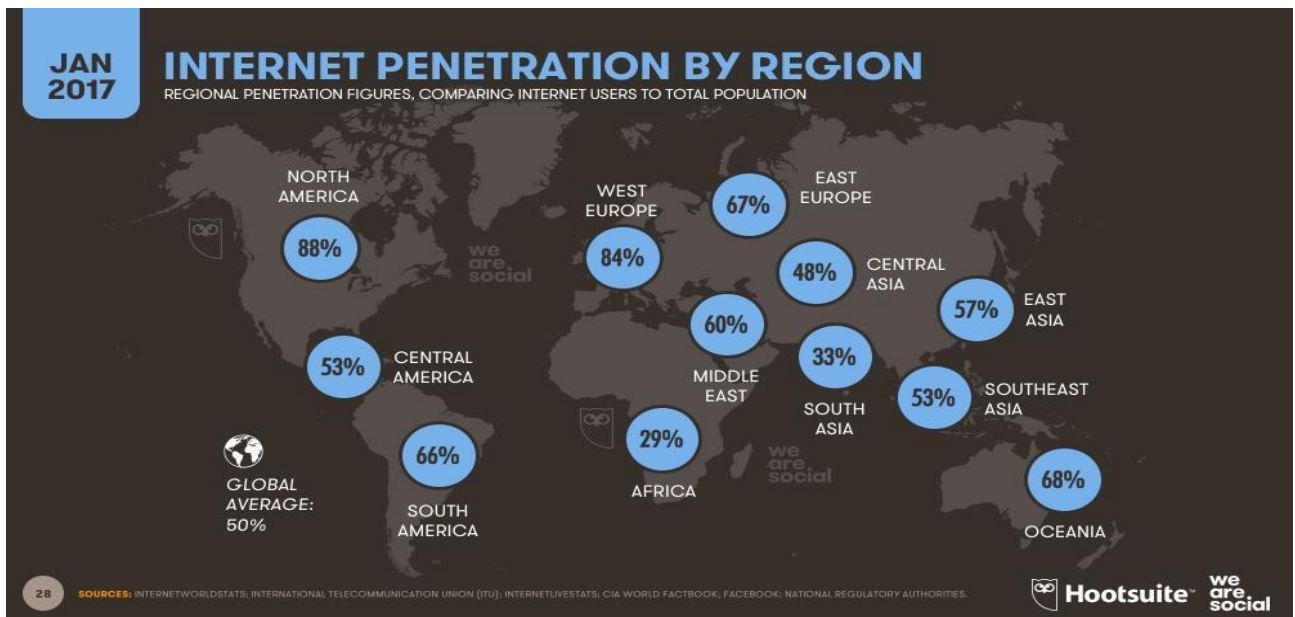 JAN
2017
INTERNET PENETRATION BY REGION
REGIONAL PENETRATION FIGURES, COMPARING INTERNET USERS TO TOTAL POPULATION
NORTH
AMERICA
88%
WEST
EUROPE
84%
67%
EAST
EUROPE
48%
CENTRAL
ASIA
57%
EAST
ASIA
we
are
social
53%
CENTRAL
AMERICA
60%
MIDDLE
EAST
33%
SOUTH
ASIA
53%
SOUTHEAST
ASIA
66%
SOUTH
AMERICA
29%
AFRICA
we
are
social
68%
OCEANIA
GLOBAL
AVERAGE:
50%
28
SOURCES: INTERNETWORLDSTATS; INTERNATIONAL TELECOMMUNICATION UNION (ITU); INTERNETLIVESTATS; CIA WORLD FACTBOOK; FACEBOOK; NATIONAL REGULATORY AUTHORITIES.
Hootsuite™
we
are
social